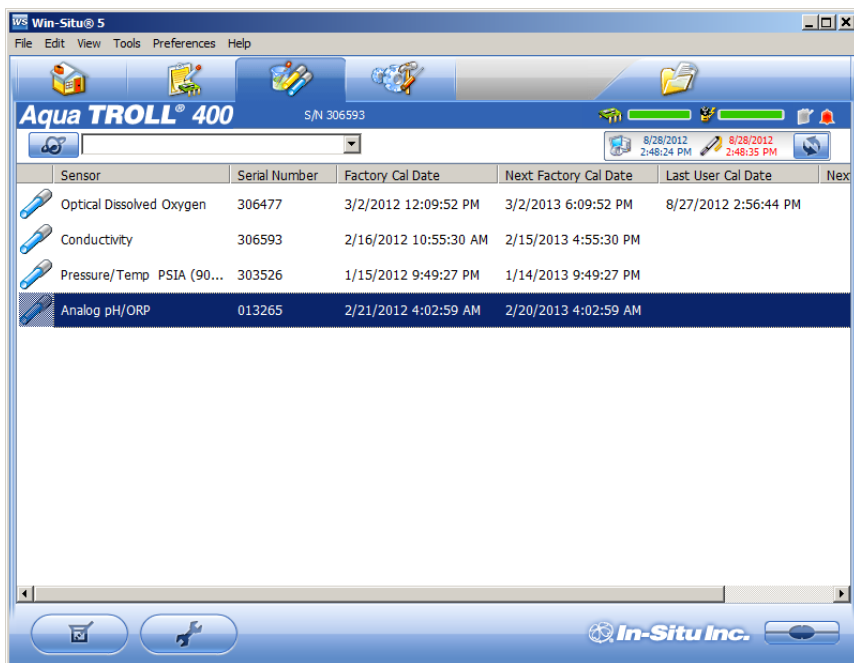 WS Win-Situ® 5
File Edit View Tools Preferences Help
Aqua TROLL® 400 S/N 306593
8/28/2012 2:48:24 PM 8/28/2012 2:48:35 PM
Sensor Serial Number Factory Cal Date Next Factory Cal Date Last User Cal Date Nex
Optical Dissolved Oxygen 306477 3/2/2012 12:09:52 PM 3/2/2013 6:09:52 PM 8/27/2012 2:56:44 PM
Conductivity 306593 2/16/2012 10:55:30 AM 2/15/2013 4:55:30 PM
Pressure/Temp PSIA (90... 303526 1/15/2012 9:49:27 PM 1/14/2013 9:49:27 PM
Analog pH/ORP 013265 2/21/2012 4:02:59 AM 2/20/2013 4:02:59 AM
In-Situ Inc.